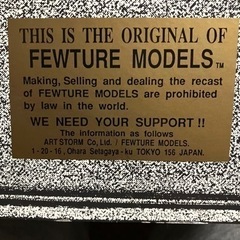 THIS IS THE ORIGINAL OF
FEWTURE MODELS™
Making, Selling and dealing the recast
of FEWTURE MODELS are prohibited
by law in the world.
WE NEED YOUR SUPPORT !!
The information as follows
ART STORM Co., Ltd. / FEWTURE MODELS.
1-20-16, Ohara Setagaya-ku TOKYO 156 JAPAN.